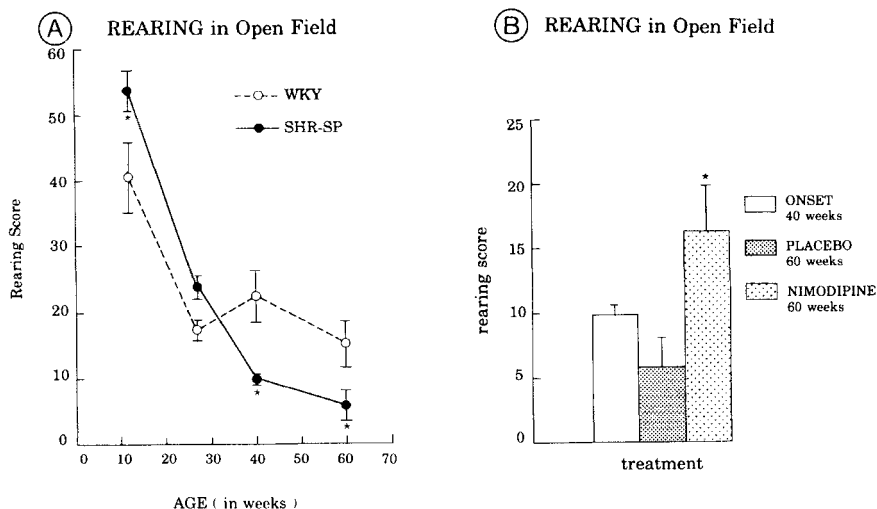 A REARING in Open Field
60
50
40
30
20
10
0
Rearing Score
WKY
SHR-SP
*
*
*
0 10 20 30 40 50 60 70
AGE ( in weeks )
B REARING in Open Field
25
20
15
10
5
0
rearing score
*
treatment
ONSET
40 weeks
PLACEBO
60 weeks
NIMODIPINE
60 weeks